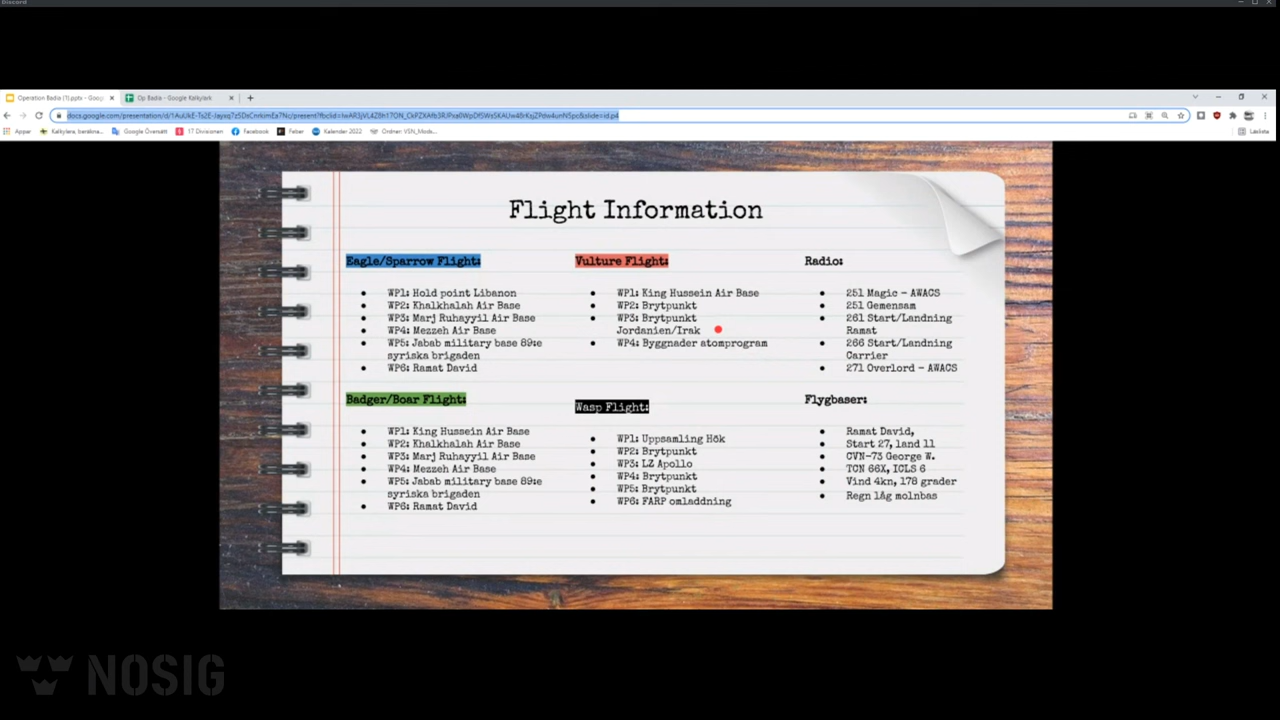 Discord
Operation Badia (1).pptx - Goog
Op Badia - Google Kalkylark
Appar
Kalkylera, beräkna...
Google Översätt
17 Divisionen
Facebook
Feber
Kalender 2022
Ordner: VSN_Mods...
Läslista
Flight Information
Eagle/Sparrow Flight:
WP1: Hold point Libanon
WP2: Khalkhalah Air Base
WP3: Marj Ruhayyil Air Base
WP4: Mezzeh Air Base
WP5: Jabab military base 89:e
syriska brigaden
WP6: Ramat David
Badger/Boar Flight:
WP1: King Hussein Air Base
WP2: Khalkhalah Air Base
WP3: Marj Ruhayyil Air Base
WP4: Mezzeh Air Base
WP5: Jabab military base 89:e
syriska brigaden
WP6: Ramat David
Vulture Flight:
WP1: King Hussein Air Base
WP2: Brytpunkt
WP3: Brytpunkt
Jordanien/Irak
WP4: Byggnader atomprogram
Wasp Flight:
WP1: Uppsamling Hök
WP2: Brytpunkt
WP3: LZ Apollo
WP4: Brytpunkt
WP5: Brytpunkt
WP6: FARP omladdning
Radio:
251 Magic - AWACS
251 Gemensam
261 Start/Landning
Ramat
266 Start/Landning
Carrier
271 Overlord - AWACS
Flygbaser:
Ramat David,
Start 27, land 11
CVN-73 George W.
TCN 66X, ICLS 6
Vind 4kn, 178 grader
Regn låg molnbas
NOSIG